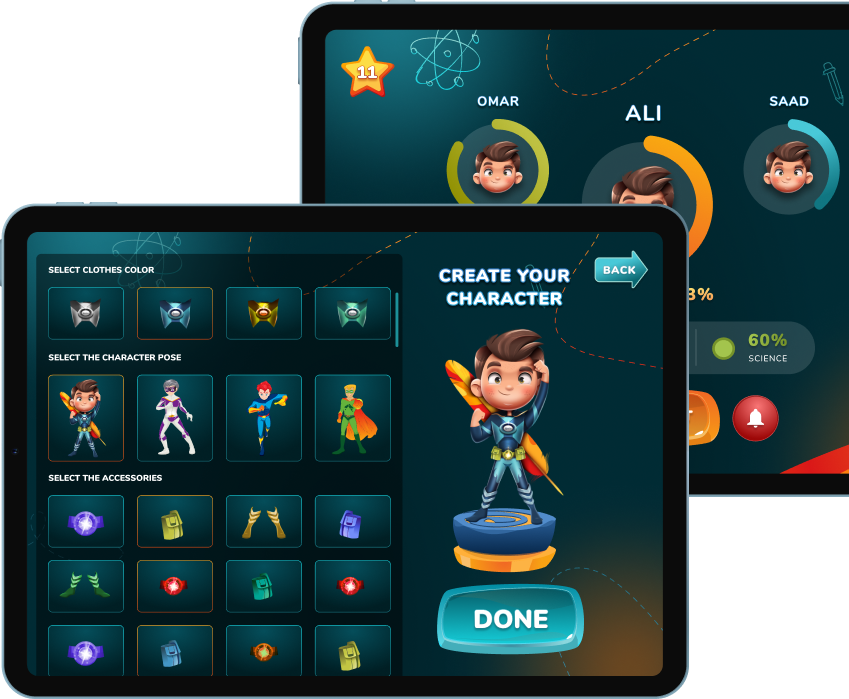 11
OMAR
ALI
SAAD
3%
60%
SCIENCE
SELECT CLOTHES COLOR
SELECT THE CHARACTER POSE
SELECT THE ACCESSORIES
CREATE YOUR
CHARACTER
BACK
DONE